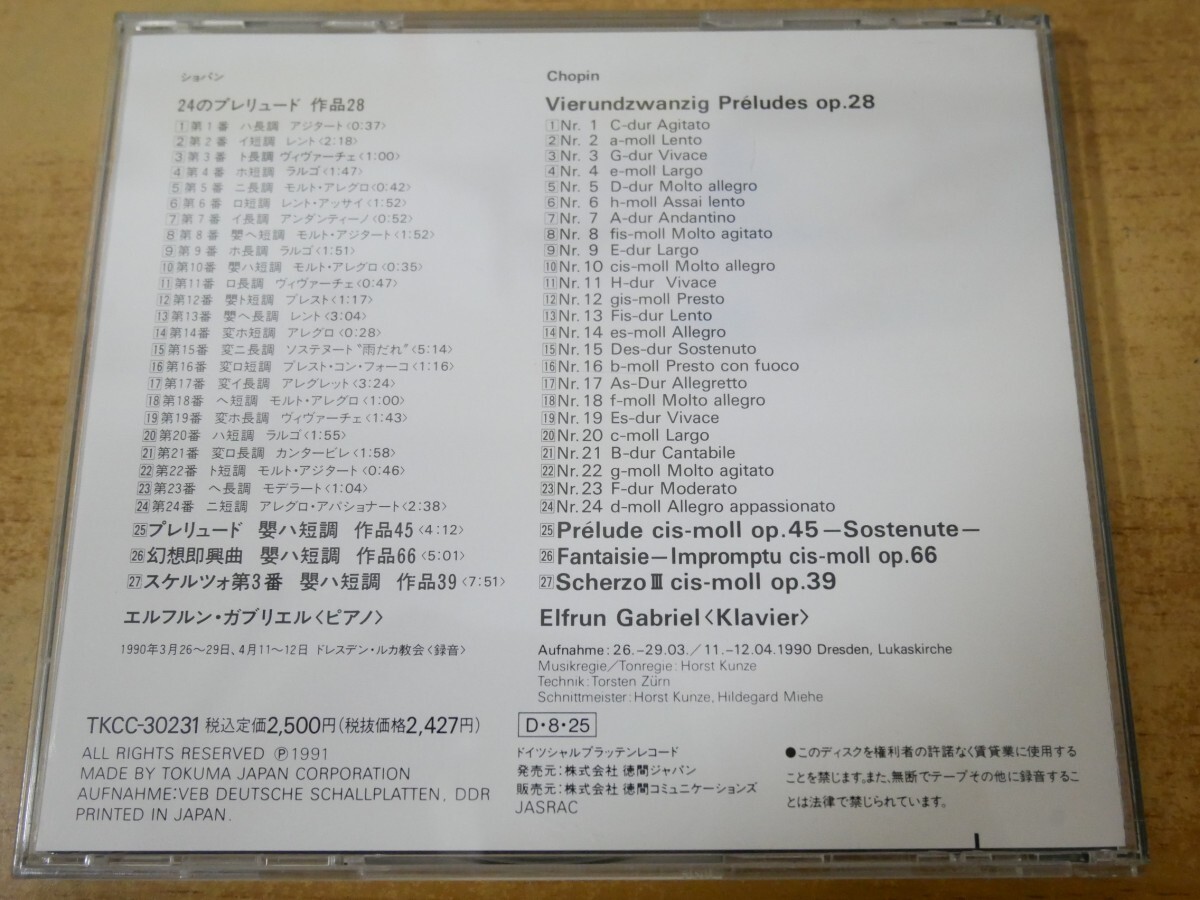 ショパン
24のプレリュード 作品28
1 第1番 ハ長調 アジタート〈0:37〉
2 第2番 イ短調 レント〈2:18〉
3 第3番 ト長調 ヴィヴァーチェ〈1:00〉
4 第4番 ホ短調 ラルゴ〈1:47〉
5 第5番 ニ長調 モルト・アレグロ〈0:42〉
6 第6番 ロ短調 レント・アッサイ〈1:52〉
7 第7番 イ長調 アンダンティーノ〈0:52〉
8 第8番 嬰ヘ短調 モルト・アジタート〈1:52〉
9 第9番 ホ長調 ラルゴ〈1:51〉
10 第10番 嬰ハ短調 モルト・アレグロ〈0:35〉
11 第11番 ロ長調 ヴィヴァーチェ〈0:47〉
12 第12番 嬰ト短調 プレスト〈1:17〉
13 第13番 嬰ヘ長調 レント〈3:04〉
14 第14番 変ホ短調 アレグロ〈0:28〉
15 第15番 変ニ長調 ソステヌート"雨だれ"〈5:14〉
16 第16番 変ロ短調 プレスト・コン・フォーコ〈1:16〉
17 第17番 変イ長調 アレグレット〈3:24〉
18 第18番 ヘ短調 モルト・アレグロ〈1:00〉
19 第19番 変ホ長調 ヴィヴァーチェ〈1:43〉
20 第20番 ハ短調 ラルゴ〈1:55〉
21 第21番 変ロ長調 カンタービレ〈1:58〉
22 第22番 ト短調 モルト・アジタート〈0:46〉
23 第23番 ヘ長調 モデラート〈1:04〉
24 第24番 ニ短調 アレグロ・アパショナート〈2:38〉
25 プレリュード 嬰ハ短調 作品45〈4:12〉
26 幻想即興曲 嬰ハ短調 作品66〈5:01〉
27 スケルツォ第3番 嬰ハ短調 作品39〈7:51〉
エルフルン・ガブリエル〈ピアノ〉
1990年3月26〜29日、4月11〜12日 ドレスデン・ルカ教会〈録音〉
Chopin
Vierundzwanzig Préludes op.28
1 Nr. 1 C-dur Agitato
2 Nr. 2 a-moll Lento
3 Nr. 3 G-dur Vivace
4 Nr. 4 e-moll Largo
5 Nr. 5 D-dur Molto allegro
6 Nr. 6 h-moll Assai lento
7 Nr. 7 A-dur Andantino
8 Nr. 8 fis-moll Molto agitato
9 Nr. 9 E-dur Largo
10 Nr. 10 cis-moll Molto allegro
11 Nr. 11 H-dur Vivace
12 Nr. 12 gis-moll Presto
13 Nr. 13 Fis-dur Lento
14 Nr. 14 es-moll Allegro
15 Nr. 15 Des-dur Sostenuto
16 Nr. 16 b-moll Presto con fuoco
17 Nr. 17 As-Dur Allegretto
18 Nr. 18 f-moll Molto allegro
19 Nr. 19 Es-dur Vivace
20 Nr. 20 c-moll Largo
21 Nr. 21 B-dur Cantabile
22 Nr. 22 g-moll Molto agitato
23 Nr. 23 F-dur Moderato
24 Nr. 24 d-moll Allegro appassionato
25 Prélude cis-moll op.45—Sostenute—
26 Fantaisie—Impromptu cis-moll op.66
27 Scherzo Ⅲ cis-moll op.39
Elfrun Gabriel〈Klavier〉
Aufnahme: 26.-29.03./11.-12.04.1990 Dresden, Lukaskirche
Musikregie/Tonregie: Horst Kunze
Technik: Torsten Zürn
Schnittmeister: Horst Kunze, Hildegard Miehe
TKCC-30231 税込定価2,500円(税抜価格2,427円)
ALL RIGHTS RESERVED Ⓟ1991
MADE BY TOKUMA JAPAN CORPORATION
AUFNAHME:VEB DEUTSCHE SCHALLPLATTEN, DDR
PRINTED IN JAPAN.
D・8・25
ドイツシャルプラッテンレコード
発売元:株式会社 徳間ジャパン
販売元:株式会社 徳間コミュニケーションズ
JASRAC
●このディスクを権利者の許諾なく賃貸業に使用する
ことを禁じます。また、無断でテープその他に録音するこ
とは法律で禁じられています。